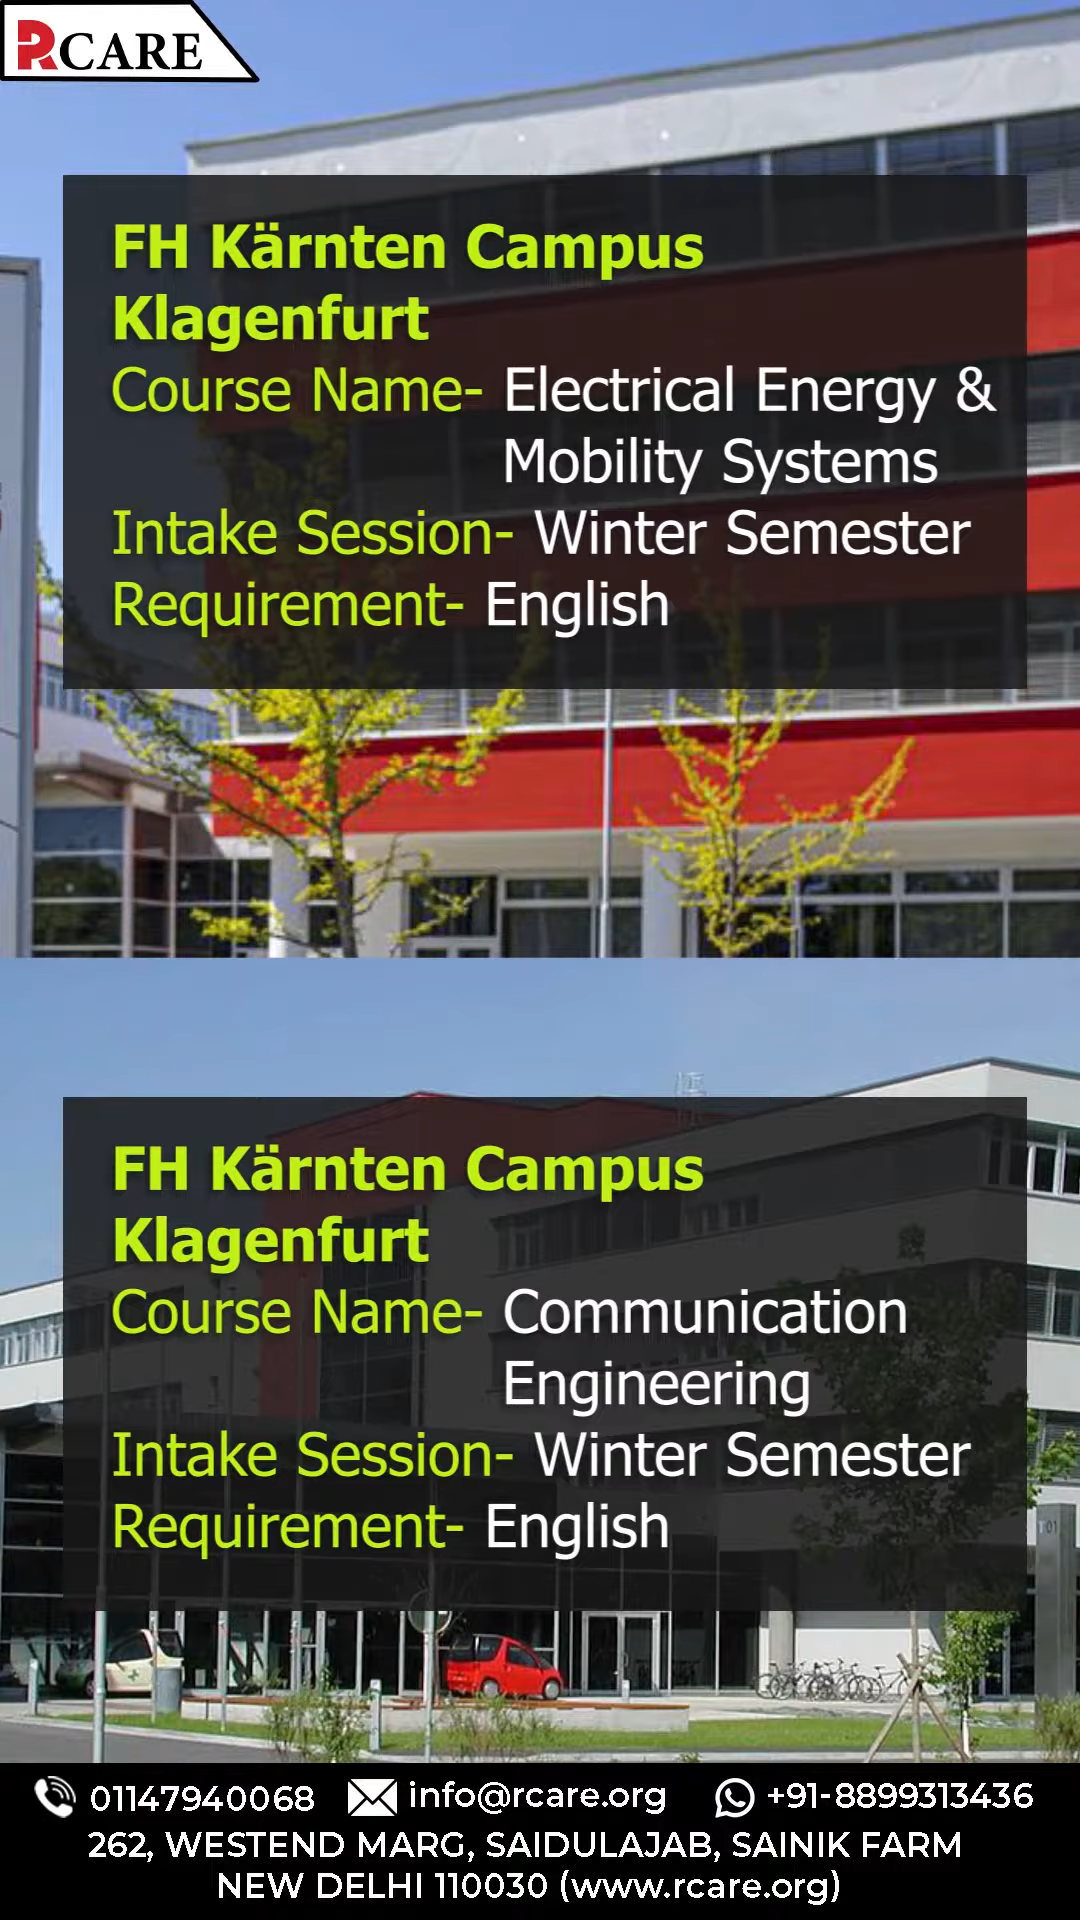 RCARE
FH Kärnten Campus
Klagenfurt
Course Name- Electrical Energy &
Mobility Systems
Intake Session- Winter Semester
Requirement- English
FH Kärnten Campus
Klagenfurt
Course Name- Communication
Engineering
Intake Session- Winter Semester
Requirement- English
T01
01147940068 info@rcare.org +91-8899313436
262, WESTEND MARG, SAIDULAJAB, SAINIK FARM
NEW DELHI 110030 (www.rcare.org)